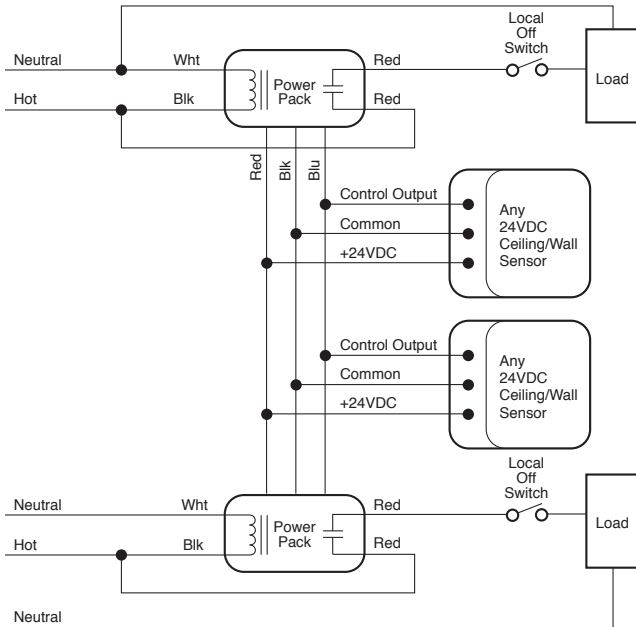 Local
Off
Switch
Neutral
Wht
Red
Hot
Blk
Power
Pack
Red
Load
Red
Blk
Blu
Control Output
Common
+24VDC
Any
24VDC
Ceiling/Wall
Sensor
Control Output
Common
+24VDC
Any
24VDC
Ceiling/Wall
Sensor
Local
Off
Switch
Neutral
Wht
Red
Hot
Blk
Power
Pack
Red
Load
Neutral